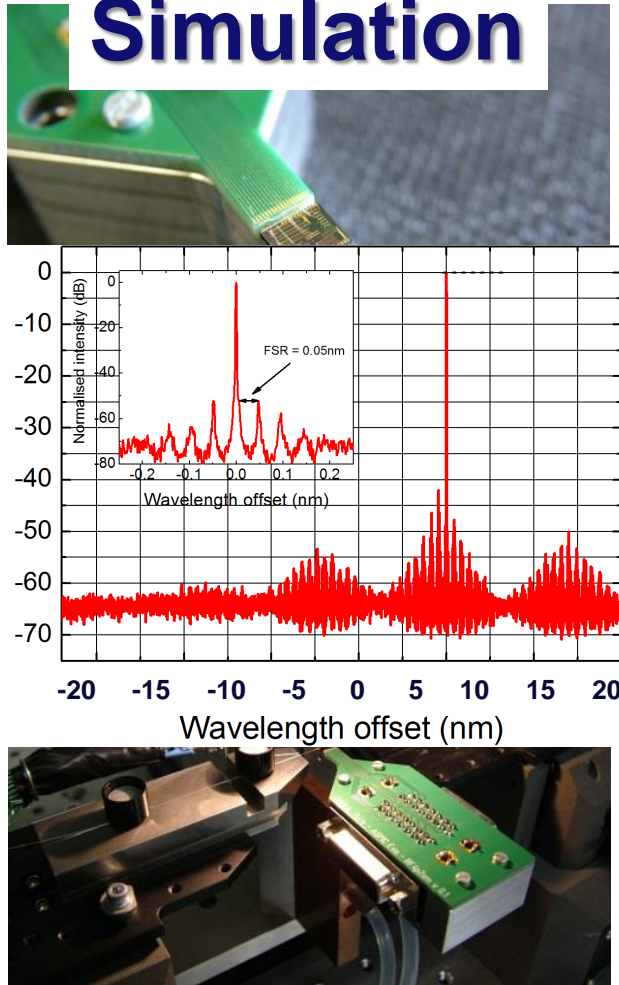 Simulation
0
-10
-20
-30
-40
-50
-60
-70
Normalised intensity (dB)
0
-20
-40
-60
-80
FSR = 0.05nm
-0.2 -0.1 0.0 0.1 0.2
Wavelength offset (nm)
-20 -15 -10 -5 0 5 10 15 20
Wavelength offset (nm)